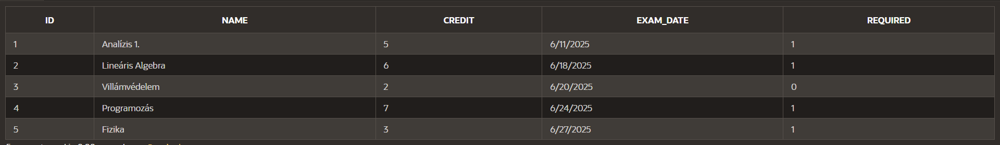 ID NAME CREDIT EXAM_DATE REQUIRED
1 Analízis 1. 5 6/11/2025 1
2 Lineáris Algebra 6 6/18/2025 1
3 Villámvédelem 2 6/20/2025 0
4 Programozás 7 6/24/2025 1
5 Fizika 3 6/27/2025 1